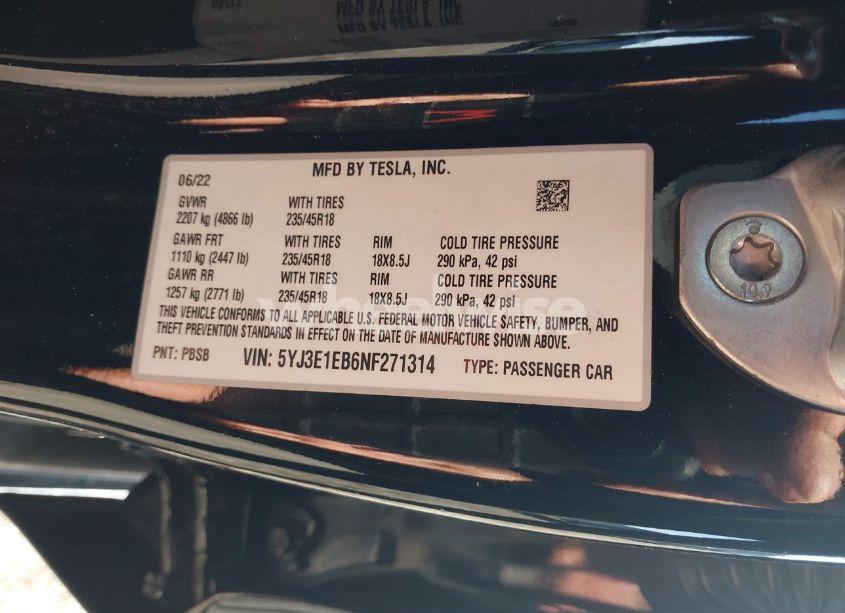 MFD BY TESLA, INC.
06/22
GVWR WITH TIRES
2207 kg (4866 lb) 235/45R18
GAWR FRT WITH TIRES RIM COLD TIRE PRESSURE
1110 kg (2447 lb) 235/45R18 18X8.5J 290 kPa, 42 psi
GAWR RR WITH TIRES RIM COLD TIRE PRESSURE
1257 kg (2771 lb) 235/45R18 18X8.5J 290 kPa, 42 psi
THIS VEHICLE CONFORMS TO ALL APPLICABLE U.S. FEDERAL MOTOR VEHICLE SAFETY, BUMPER, AND
THEFT PREVENTION STANDARDS IN EFFECT ON THE DATE OF MANUFACTURE SHOWN ABOVE.
PNT: PBSB VIN: 5YJ3E1EB6NF271314 TYPE: PASSENGER CAR
10.2